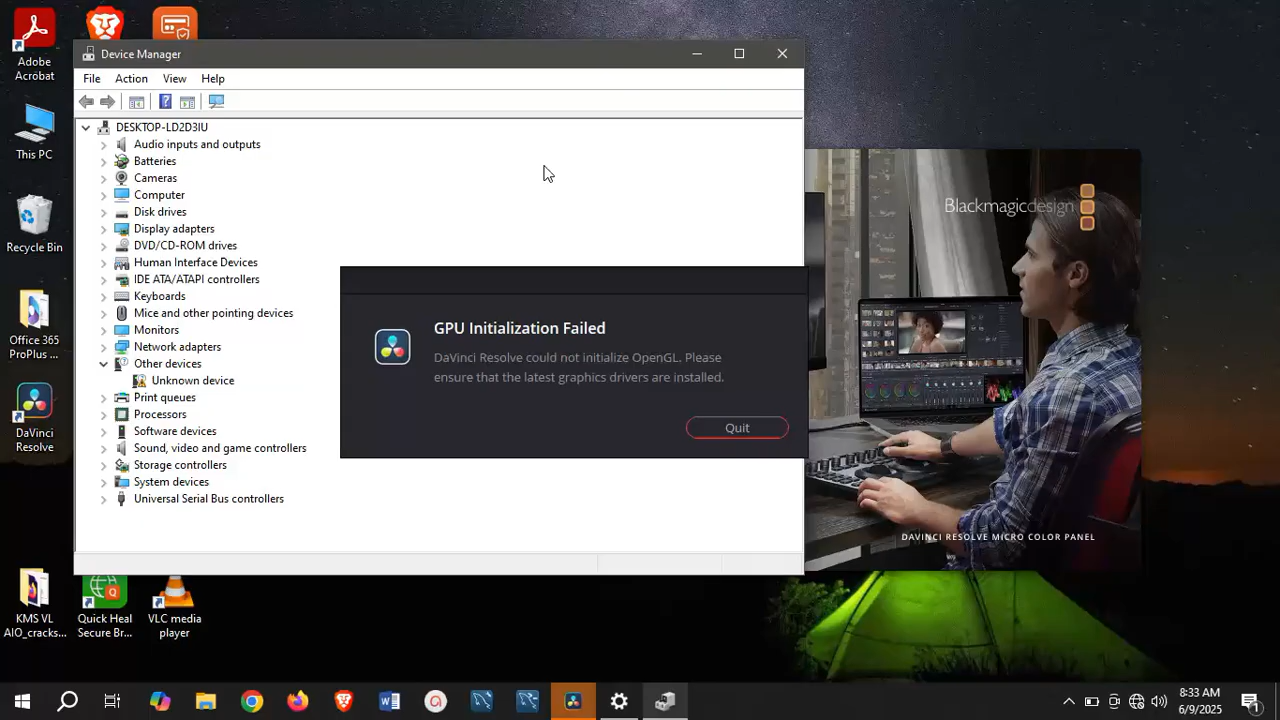 Adobe
Acrobat
This PC
Recycle Bin
Office 365
ProPlus ...
DaVinci
Resolve
KMS VL
AIO_cracks...
Quick Heal
Secure Br...
VLC media
player
Device Manager
File Action View Help
DESKTOP-LD2D3IU
Audio inputs and outputs
Batteries
Cameras
Computer
Disk drives
Display adapters
DVD/CD-ROM drives
Human Interface Devices
IDE ATA/ATAPI controllers
Keyboards
Mice and other pointing devices
Monitors
Network adapters
Other devices
Unknown device
Print queues
Processors
Software devices
Sound, video and game controllers
Storage controllers
System devices
Universal Serial Bus controllers
GPU Initialization Failed
DaVinci Resolve could not initialize OpenGL. Please
ensure that the latest graphics drivers are installed.
Quit
Blackmagicdesign
DAVINCI RESOLVE MICRO COLOR PANEL
8:33 AM
6/9/2025
1